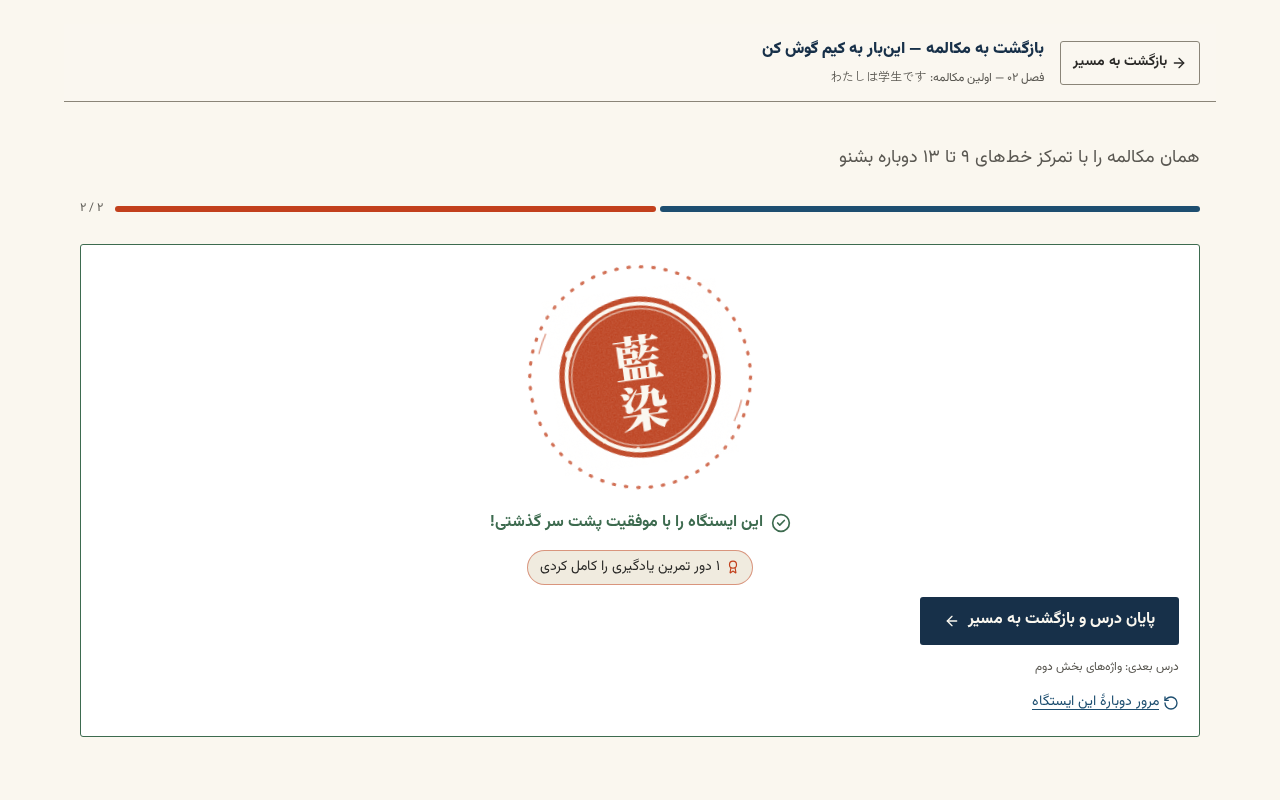 بازگشت به مسیر
بازگشت به مکالمه — این‌بار به کیم گوش کن
فصل ۰۲ — اولین مکالمه: わたしは学生です
همان مکالمه را با تمرکز خط‌های ۹ تا ۱۳ دوباره بشنو
۲ / ۲
藍染
این ایستگاه را با موفقیت پشت سر گذشتی!
۱ دور تمرین یادگیری را کامل کردی
پایان درس و بازگشت به مسیر
درس بعدی: واژه‌های بخش دوم
مرور دوبارهٔ این ایستگاه